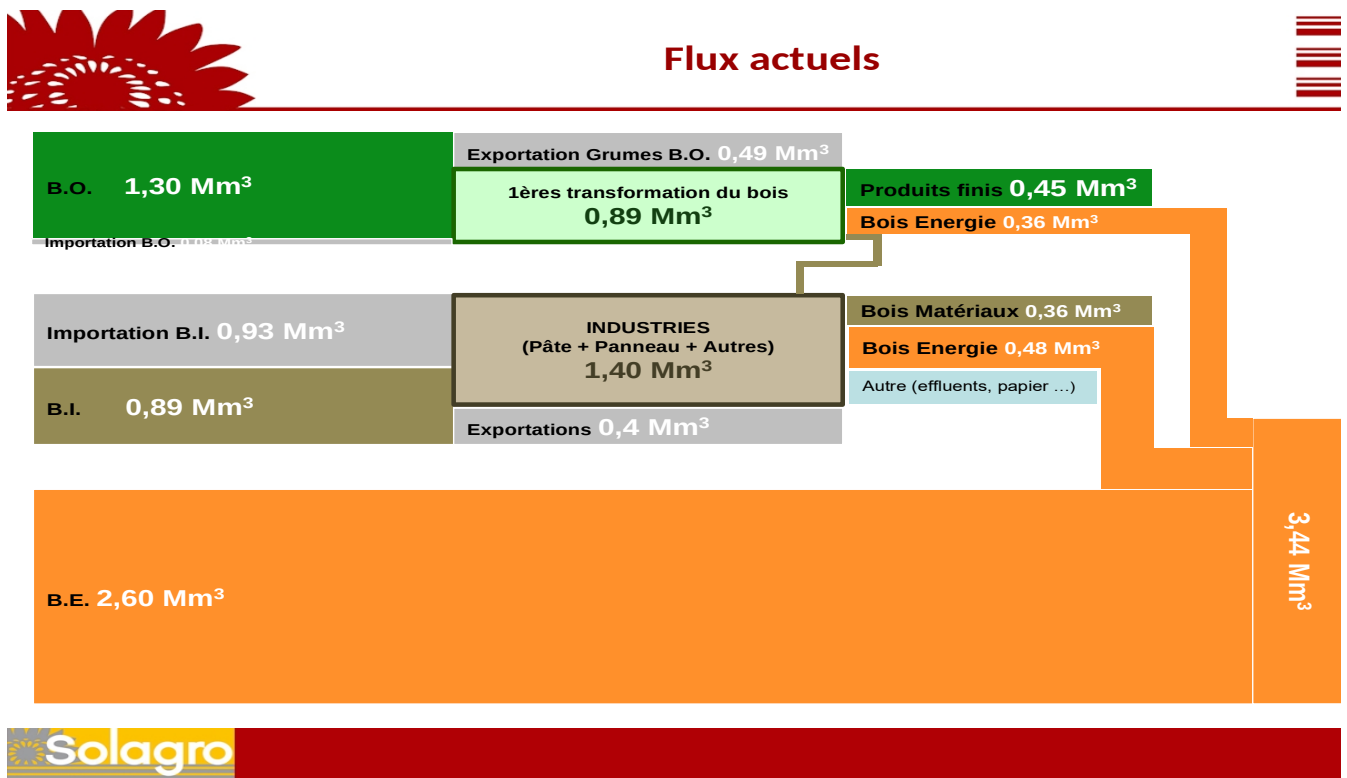 Flux actuels
Exportation Grumes B.O. 0,49 Mm³
B.O. 1,30 Mm³
1ères transformation du bois
0,89 Mm³
Produits finis 0,45 Mm³
Bois Energie 0,36 Mm³
Importation B.O. 0,08 Mm³
Importation B.I. 0,93 Mm³
INDUSTRIES
(Pâte + Panneau + Autres)
1,40 Mm³
Bois Matériaux 0,36 Mm³
Bois Energie 0,48 Mm³
Autre (effluents, papier ...)
B.I. 0,89 Mm³
Exportations 0,4 Mm³
3,44 Mm³
B.E. 2,60 Mm³
Solagro